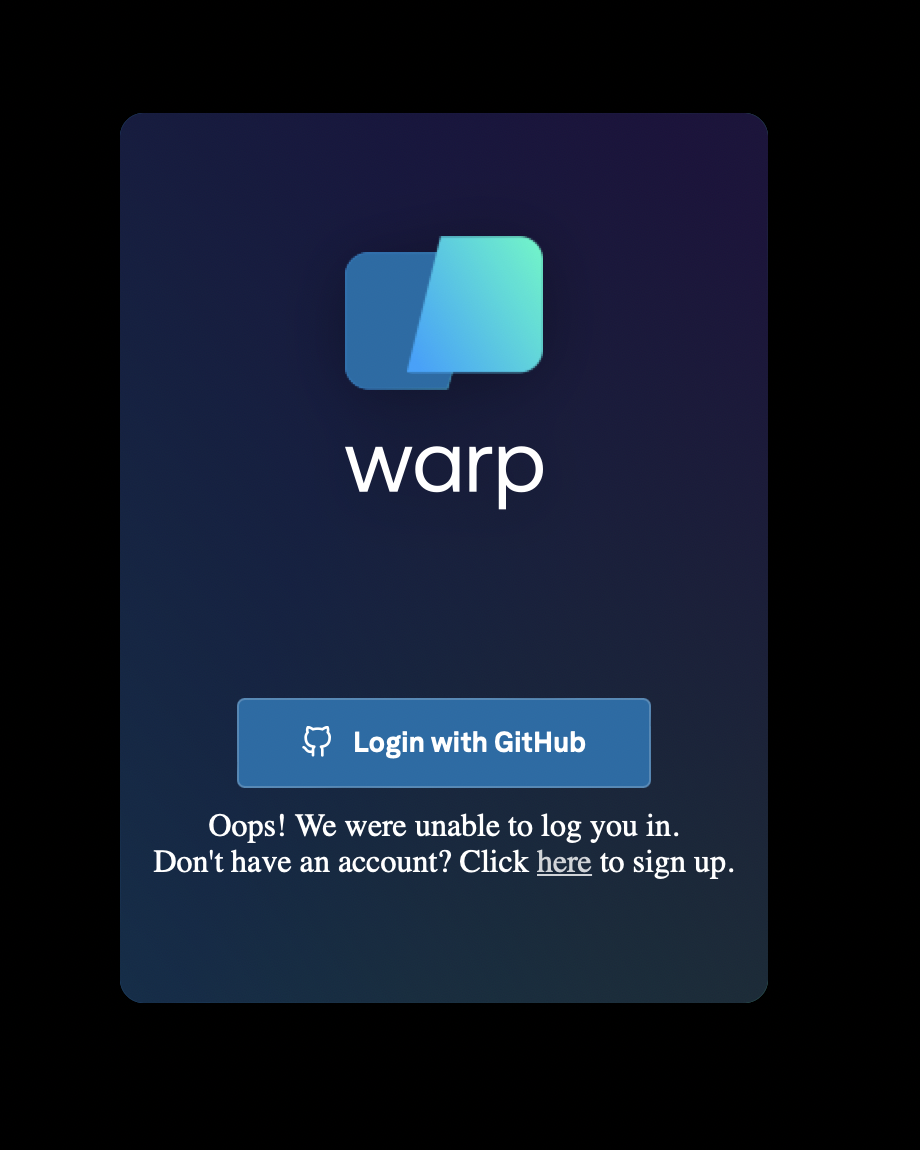 warp
Login with GitHub
Oops! We were unable to log you in.
Don't have an account? Click here to sign up.